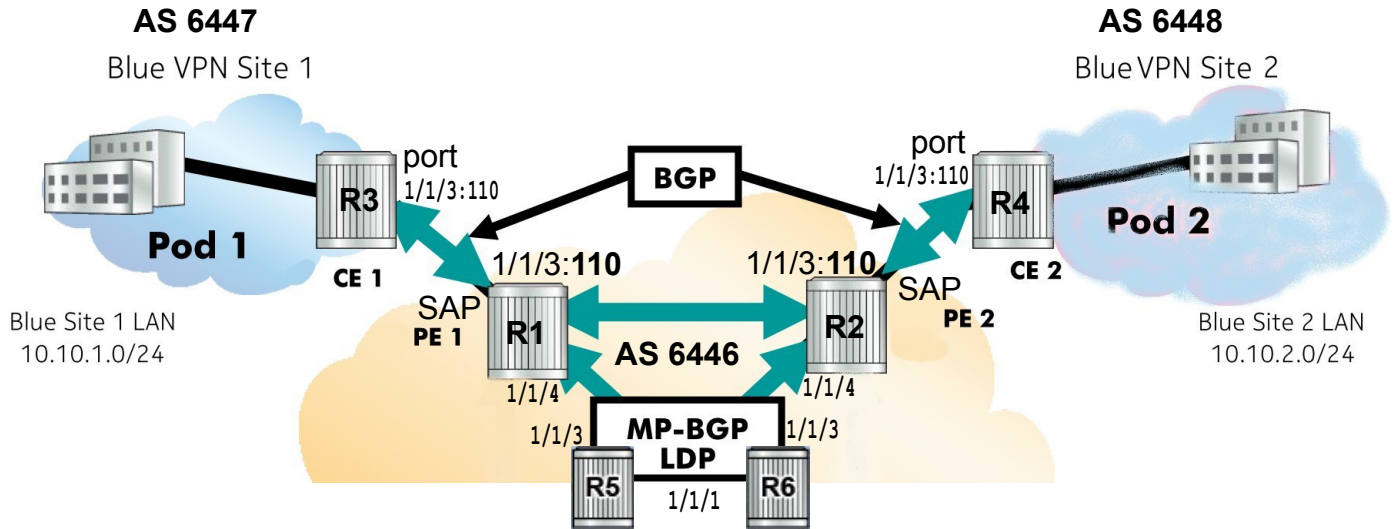 AS 6447
AS 6448
Blue VPN Site 1
Blue VPN Site 2
port
1/1/3:110
BGP
port
1/1/3:110
R3
R4
Pod 1
Pod 2
CE 1
CE 2
1/1/3:110
1/1/3:110
SAP
SAP
PE 1
PE 2
R1
R2
AS 6446
Blue Site 1 LAN
10.10.1.0/24
Blue Site 2 LAN
10.10.2.0/24
1/1/4
1/1/4
1/1/3
1/1/3
MP-BGP
LDP
R5
R6
1/1/1